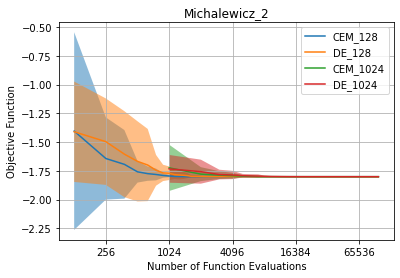 Michalewicz_2
Objective Function
−0.50
−0.75
−1.00
−1.25
−1.50
−1.75
−2.00
−2.25
CEM_128
DE_128
CEM_1024
DE_1024
256
1024
4096
16384
65536
Number of Function Evaluations